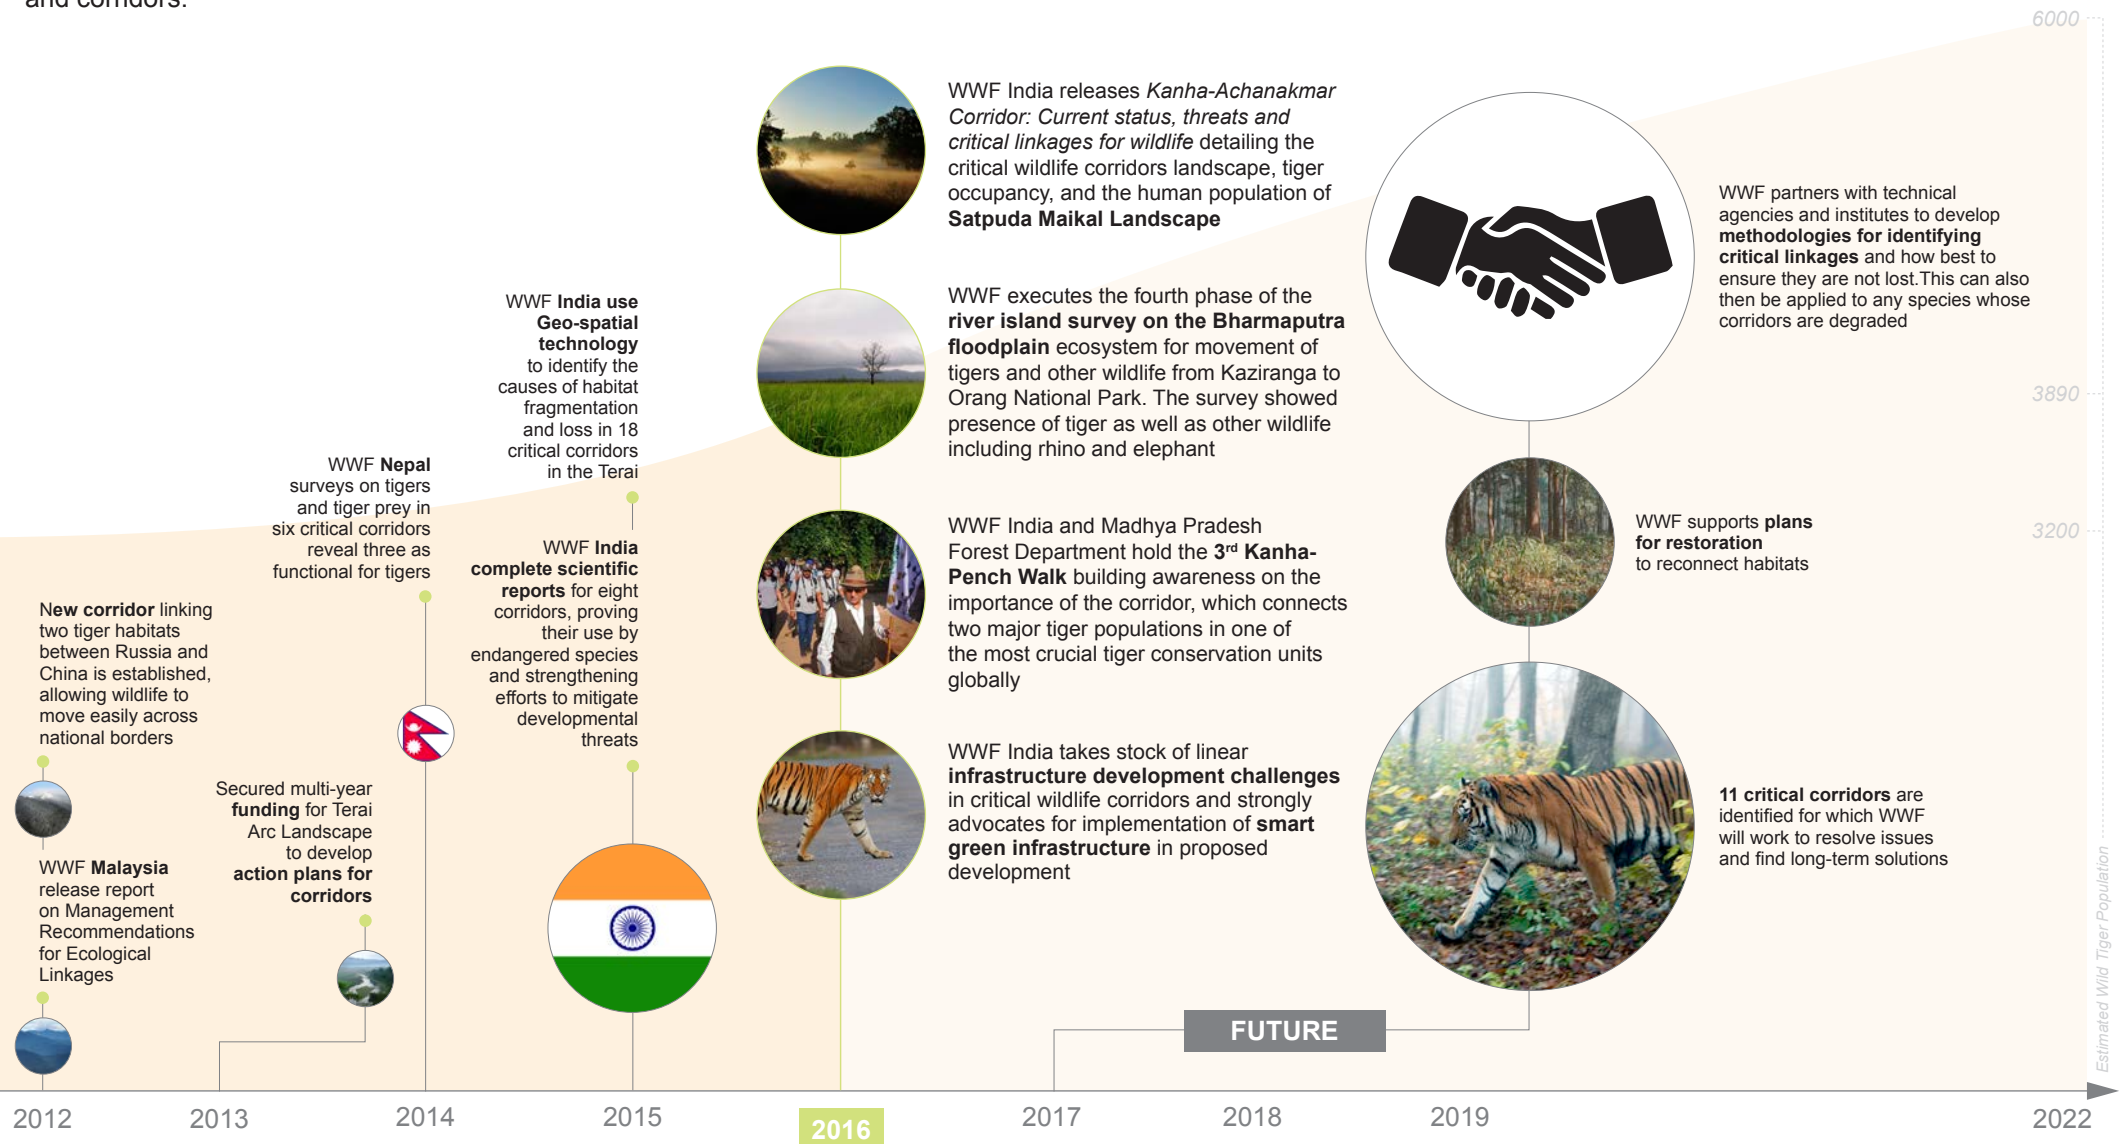 and corridors.
6000
WWF India releases Kanha-Achanakmar
Corridor: Current status, threats and
critical linkages for wildlife detailing the
critical wildlife corridors landscape, tiger
occupancy, and the human population of
Satpuda Maikal Landscape
WWF partners with technical
agencies and institutes to develop
methodologies for identifying
critical linkages and how best to
ensure they are not lost.This can also
then be applied to any species whose
corridors are degraded
WWF India use
Geo-spatial
technology
to identify the
causes of habitat
fragmentation
and loss in 18
critical corridors
in the Terai
WWF executes the fourth phase of the
river island survey on the Bharmaputra
floodplain ecosystem for movement of
tigers and other wildlife from Kaziranga to
Orang National Park. The survey showed
presence of tiger as well as other wildlife
including rhino and elephant
3890
WWF Nepal
surveys on tigers
and tiger prey in
six critical corridors
reveal three as
functional for tigers
WWF India
complete scientific
reports for eight
corridors, proving
their use by
endangered species
and strengthening
efforts to mitigate
developmental
threats
WWF India and Madhya Pradesh
Forest Department hold the 3rd Kanha-
Pench Walk building awareness on the
importance of the corridor, which connects
two major tiger populations in one of
the most crucial tiger conservation units
globally
WWF supports plans
for restoration
to reconnect habitats
3200
New corridor linking
two tiger habitats
between Russia and
China is established,
allowing wildlife to
move easily across
national borders
Secured multi-year
funding for Terai
Arc Landscape
to develop
action plans for
corridors
WWF India takes stock of linear
infrastructure development challenges
in critical wildlife corridors and strongly
advocates for implementation of smart
green infrastructure in proposed
development
11 critical corridors are
identified for which WWF
will work to resolve issues
and find long-term solutions
WWF Malaysia
release report
on Management
Recommendations
for Ecological
Linkages
Estimated Wild Tiger Population
FUTURE
2012
2013
2014
2015
2016
2017
2018
2019
2022